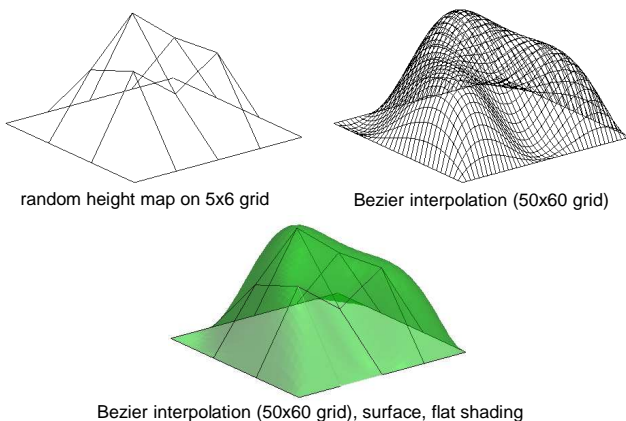 random height map on 5x6 grid
Bezier interpolation (50x60 grid)
Bezier interpolation (50x60 grid), surface, flat shading